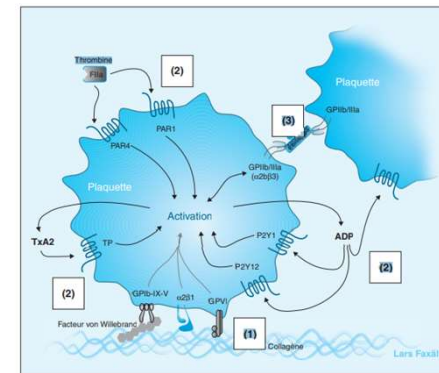 Thrombine
FIIa
(2)
PAR4
PAR1
Plaquette
Plaquette
GPIIb/IIIa
(3)
GPIIb/IIIa
(α2bβ3)
Activation
TxA2
TP
P2Y1
P2Y12
ADP
(2)
(2)
GPIb-IX-V
α2β1
GPVI
Facteur von Willebrand
(1)
Collagène
Lars Faxäl